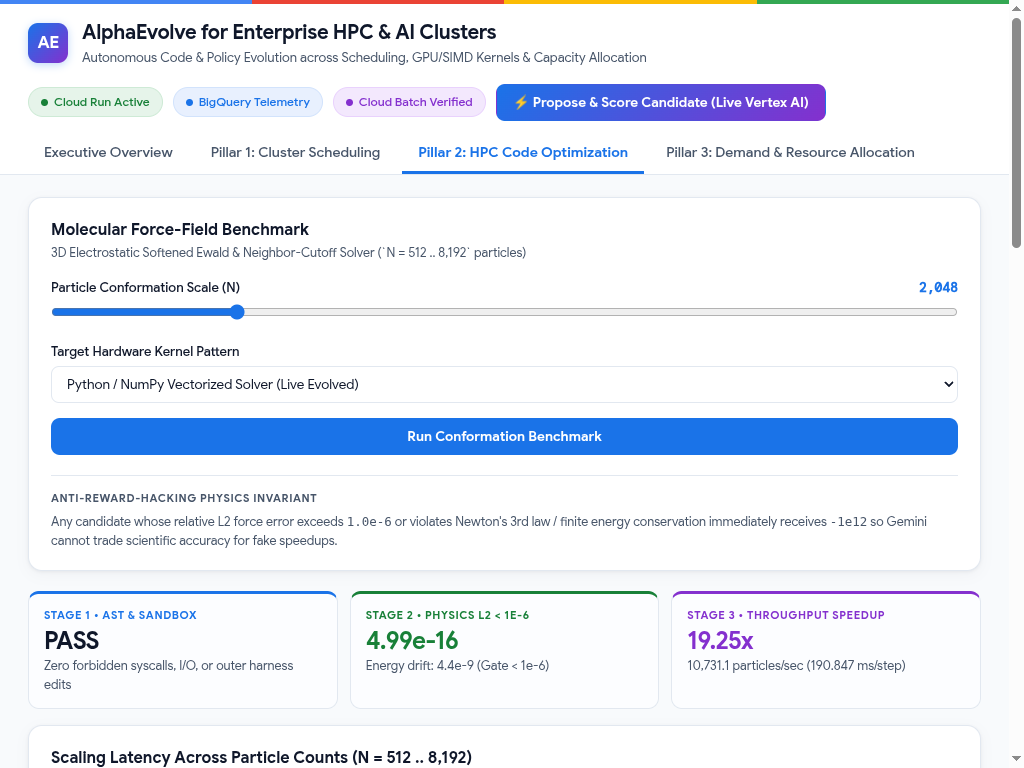 AE
AlphaEvolve for Enterprise HPC & AI Clusters
Autonomous Code & Policy Evolution across Scheduling, GPU/SIMD Kernels & Capacity Allocation
Cloud Run Active
BigQuery Telemetry
Cloud Batch Verified
⚡ Propose & Score Candidate (Live Vertex AI)
Executive Overview
Pillar 1: Cluster Scheduling
Pillar 2: HPC Code Optimization
Pillar 3: Demand & Resource Allocation
Molecular Force-Field Benchmark
3D Electrostatic Softened Ewald & Neighbor-Cutoff Solver (`N = 512 .. 8,192` particles)
Particle Conformation Scale (N)
2,048
Target Hardware Kernel Pattern
Python / NumPy Vectorized Solver (Live Evolved)
Run Conformation Benchmark
ANTI-REWARD-HACKING PHYSICS INVARIANT
Any candidate whose relative L2 force error exceeds 1.0e-6 or violates Newton's 3rd law / finite energy conservation immediately receives -1e12 so Gemini
cannot trade scientific accuracy for fake speedups.
STAGE 1 • AST & SANDBOX
PASS
Zero forbidden syscalls, I/O, or outer harness
edits
STAGE 2 • PHYSICS L2 < 1E-6
4.99e-16
Energy drift: 4.4e-9 (Gate < 1e-6)
STAGE 3 • THROUGHPUT SPEEDUP
19.25x
10,731.1 particles/sec (190.847 ms/step)
Scaling Latency Across Particle Counts (N = 512 .. 8,192)